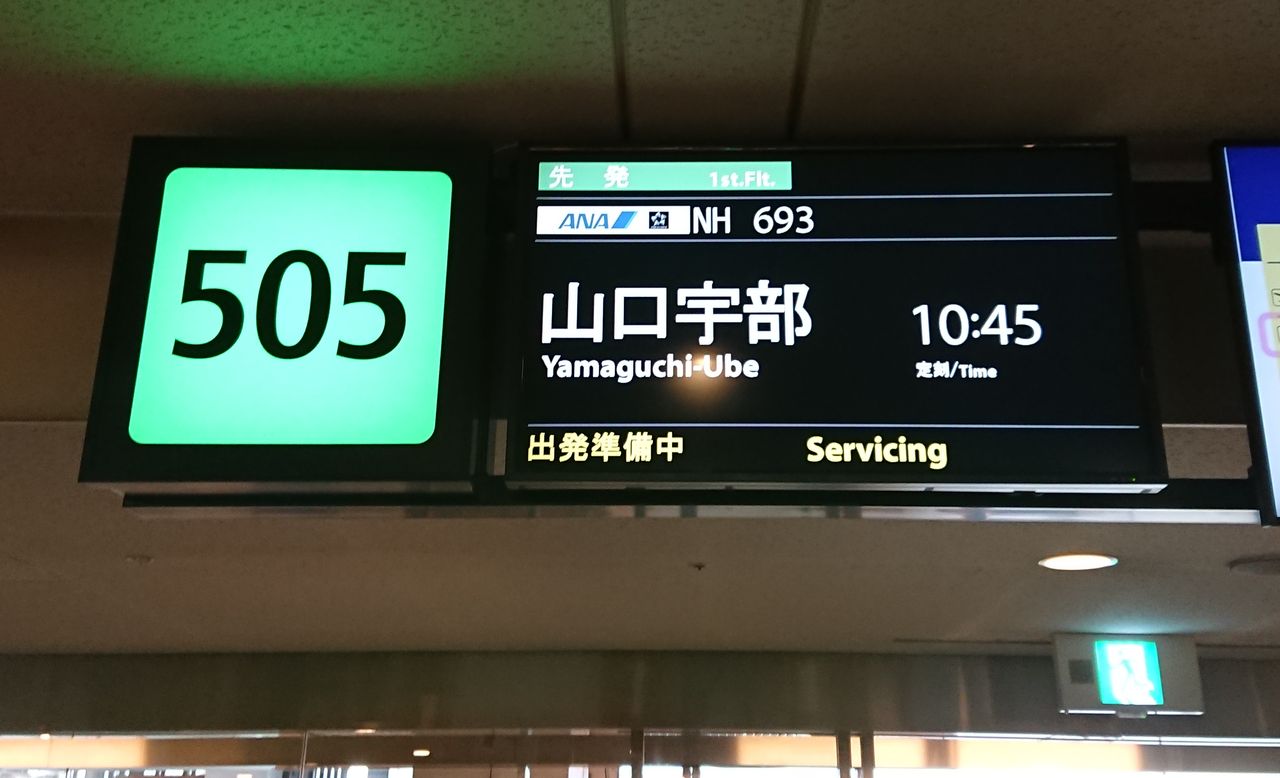 505
先 発 1st.Flt.
ANA NH 693
山口宇部 10:45
Yamaguchi-Ube 定刻/Time
出発準備中 Servicing